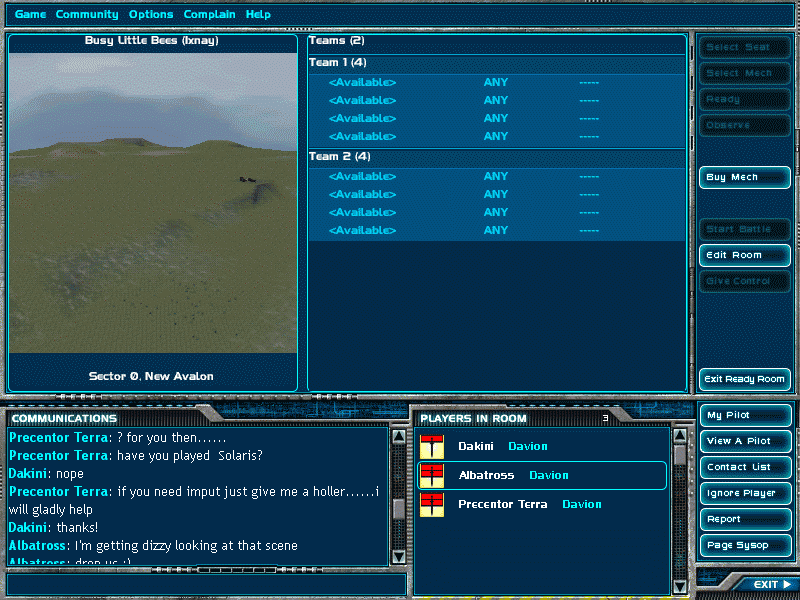 Game Community Options Complain Help
Busy Little Bees (Ixnay)
Sector 0, New Avalon
Teams (2)
Team 1 (4)
<Available> ANY -----
<Available> ANY -----
<Available> ANY -----
<Available> ANY -----
Team 2 (4)
<Available> ANY -----
<Available> ANY -----
<Available> ANY -----
<Available> ANY -----
Select Seat
Select Mech
Ready
Observe
Buy Mech
Start Battle
Edit Room
Give Control
Exit Ready Room
COMMUNICATIONS
Precentor Terra: ? for you then......
Precentor Terra: have you played Solaris?
Dakini: nope
Precentor Terra: if you need imput just give me a holler......i
will gladly help
Dakini: thanks!
Albatross: I'm getting dizzy looking at that scene
Albatross: drop us :)
PLAYERS IN ROOM 3
Dakini Davion
Albatross Davion
Precentor Terra Davion
My Pilot
View A Pilot
Contact List
Ignore Player
Report
Page Sysop
EXIT